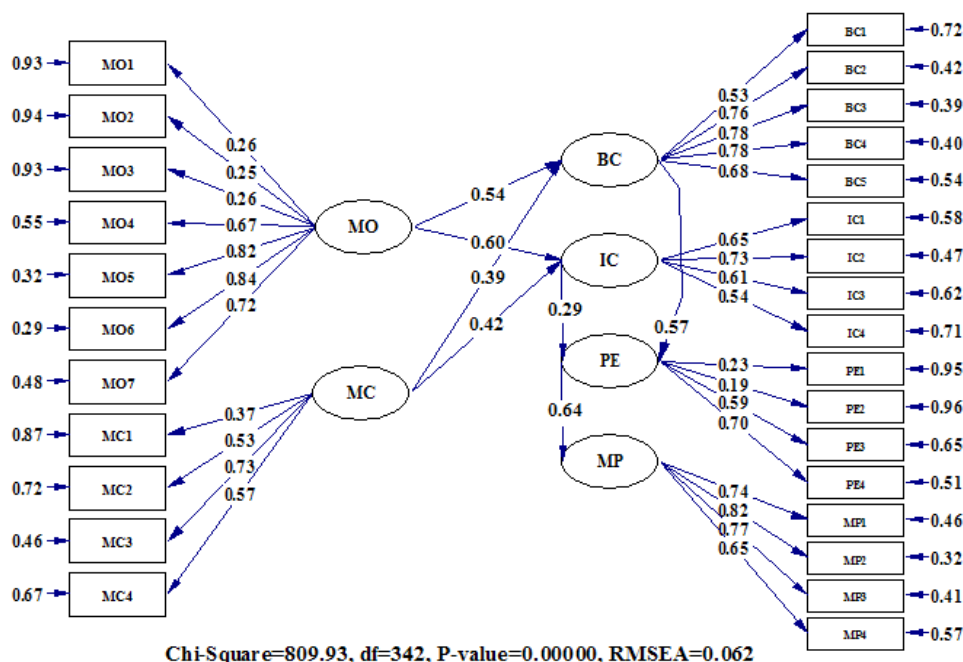 BC1
0.72
0.93
MO1
BC2
0.42
0.53
0.94
MO2
0.76
BC3
0.39
0.78
0.26
BC4
0.40
0.78
0.93
MO3
0.25
BC
0.68
BC5
0.54
0.26
0.54
0.55
MO4
0.67
MO
IC1
0.58
0.82
0.60
0.65
0.32
MO5
IC
0.73
IC2
0.47
0.84
0.39
0.61
IC3
0.62
0.72
0.54
0.29
MO6
0.42
0.29
0.57
IC4
0.71
PE
0.23
PE1
0.95
0.48
MO7
0.19
MC
0.37
0.59
PE2
0.96
0.87
MC1
0.53
0.64
0.70
PE3
0.65
0.73
MP
0.72
MC2
0.57
0.74
PE4
0.51
0.82
MP1
0.46
0.46
MC3
0.77
0.65
MP2
0.32
0.67
MC4
MP3
0.41
MP4
0.57
Chi-Square=809.93, df=342, P-value=0.00000, RMSEA=0.062